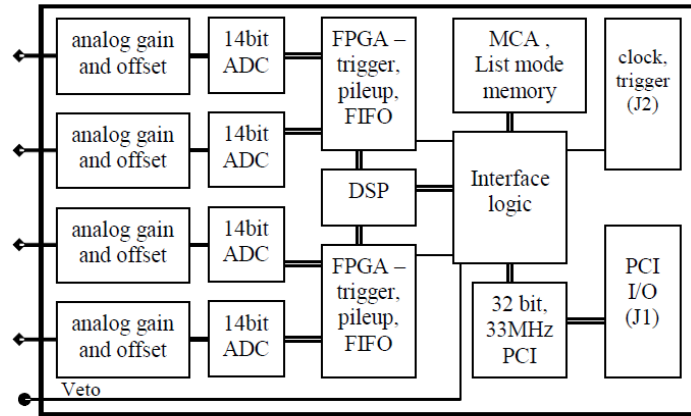 analog gain
and offset
14bit
ADC
FPGA –
trigger,
pileup,
FIFO
MCA ,
List mode
memory
clock,
trigger
(J2)
analog gain
and offset
14bit
ADC
DSP
Interface
logic
analog gain
and offset
14bit
ADC
FPGA –
trigger,
pileup,
FIFO
PCI
I/O
(J1)
analog gain
and offset
14bit
ADC
32 bit,
33MHz
PCI
Veto